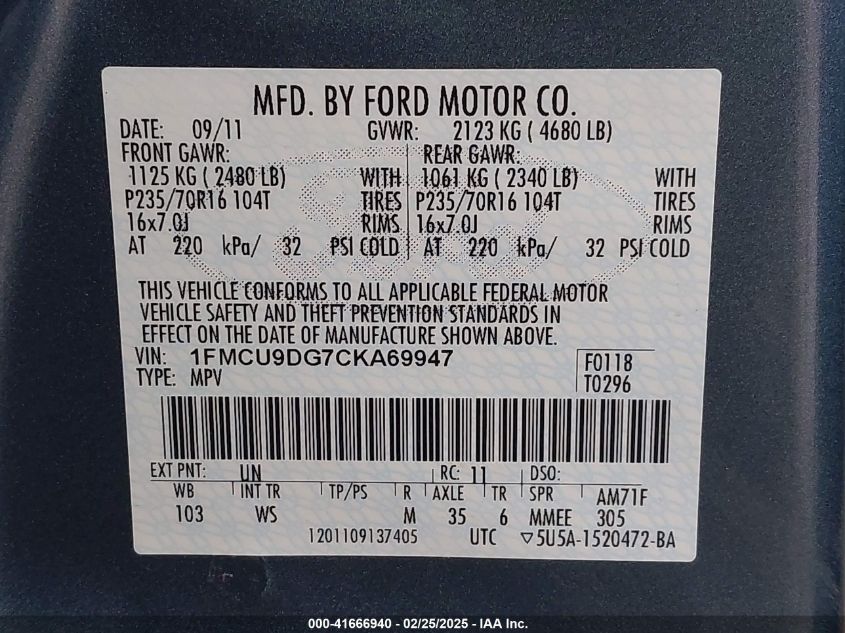 MFD. BY FORD MOTOR CO.
DATE: 09/11 GVWR: 2123 KG ( 4680 LB)
FRONT GAWR: REAR GAWR:
1125 KG ( 2480 LB) WITH 1061 KG ( 2340 LB) WITH
P235/70R16 104T TIRES P235/70R16 104T TIRES
16x7.0J RIMS 16x7.0J RIMS
AT 220 kPa/ 32 PSI COLD AT 220 kPa/ 32 PSI COLD
THIS VEHICLE CONFORMS TO ALL APPLICABLE FEDERAL MOTOR
VEHICLE SAFETY AND THEFT PREVENTION STANDARDS IN
EFFECT ON THE DATE OF MANUFACTURE SHOWN ABOVE.
VIN: 1FMCU9DG7CKA69947 F0118
TYPE: MPV T0296
EXT PNT: UN RC: 11 DSO:
WB INT TR TP/PS R AXLE TR SPR AM71F
103 WS M 35 6 MMEE 305
1201109137405 UTC ▽5U5A-1520472-BA
000-41666940 - 02/25/2025 - IAA Inc.